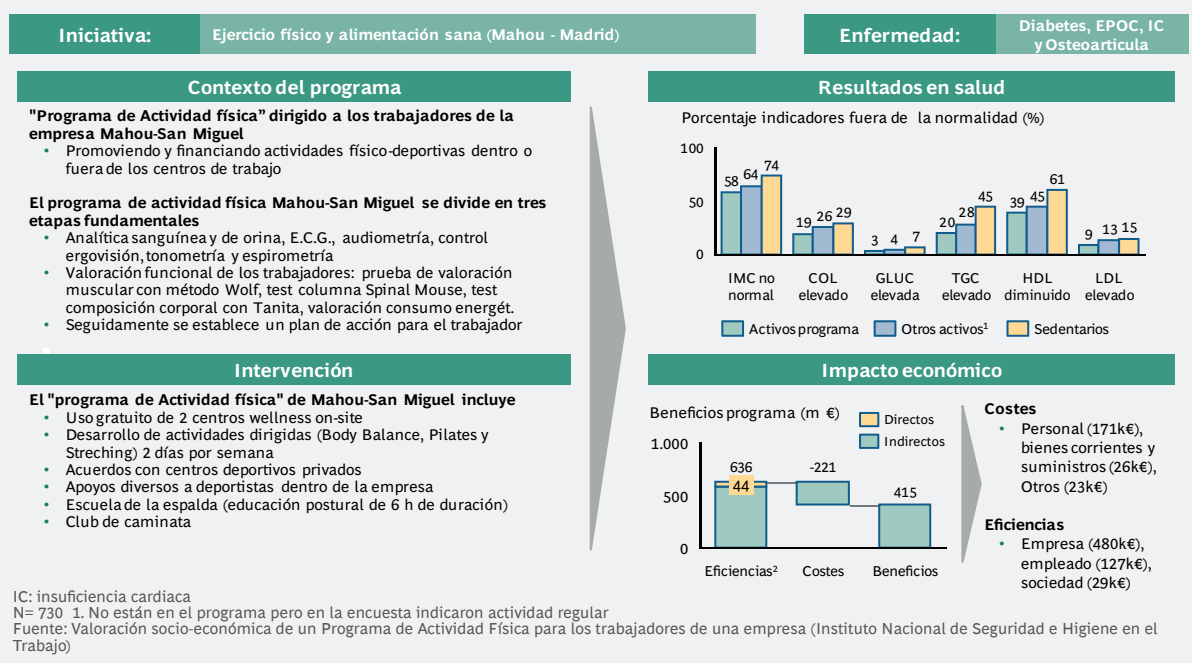 Iniciativa:
Ejercicio físico y alimentación sana (Mahou - Madrid)
Enfermedad:
Diabetes, EPOC, IC
y Osteoarticula
Contexto del programa
"Programa de Actividad física" dirigido a los trabajadores de la
empresa Mahou-San Miguel
• Promoviendo y financiando actividades físico-deportivas dentro o
fuera de los centros de trabajo
El programa de actividad física Mahou-San Miguel se divide en tres
etapas fundamentales
• Analítica sanguínea y de orina, E.C.G., audiometría, control
ergovisión, tonometría y espirometría
• Valoración funcional de los trabajadores: prueba de valoración
muscular con método Wolf, test columna Spinal Mouse, test
composición corporal con Tanita, valoración consumo energét.
• Seguidamente se establece un plan de acción para el trabajador
Intervención
El "programa de Actividad física" de Mahou-San Miguel incluye
• Uso gratuito de 2 centros wellness on-site
• Desarrollo de actividades dirigidas (Body Balance, Pilates y
Streching) 2 días por semana
• Acuerdos con centros deportivos privados
• Apoyos diversos a deportistas dentro de la empresa
• Escuela de la espalda (educación postural de 6 h de duración)
• Club de caminata
Resultados en salud
Porcentaje indicadores fuera de la normalidad (%)
100
50
0
58 64 74
19 26 29
3 4 7
20 28 45
39 45 61
9 13 15
IMC no
normal
COL
elevado
GLUC
elevada
TGC
elevado
HDL
diminuido
LDL
elevado
Activos programa
Otros activos¹
Sedentarios
Impacto económico
Beneficios programa (m €)
Directos
Indirectos
1.000
500
0
636
44
-221
415
Eficiencias²
Costes
Beneficios
Costes
• Personal (171k€),
bienes corrientes y
suministros (26k€),
Otros (23k€)
Eficiencias
• Empresa (480k€),
empleado (127k€),
sociedad (29k€)
IC: insuficiencia cardiaca
N= 730 1. No están en el programa pero en la encuesta indicaron actividad regular
Fuente: Valoración socio-económica de un Programa de Actividad Física para los trabajadores de una empresa (Instituto Nacional de Seguridad e Higiene en el
Trabajo)